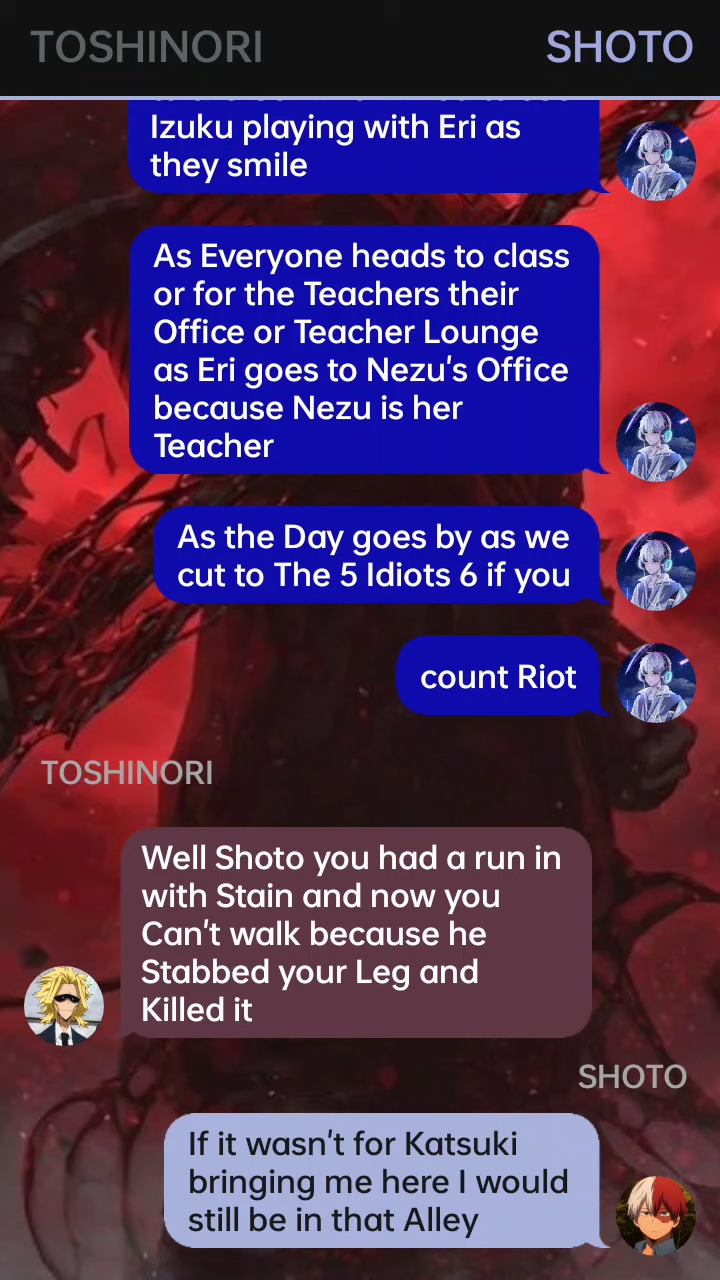 TOSHINORI
SHOTO
Izuku playing with Eri as
they smile
As Everyone heads to class
or for the Teachers their
Office or Teacher Lounge
as Eri goes to Nezu's Office
because Nezu is her
Teacher
As the Day goes by as we
cut to The 5 Idiots 6 if you
count Riot
TOSHINORI
Well Shoto you had a run in
with Stain and now you
Can't walk because he
Stabbed your Leg and
Killed it
SHOTO
If it wasn't for Katsuki
bringing me here I would
still be in that Alley